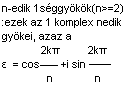 n-edik 1séggyökök(n>=2)
:ezek az 1 komplex nedik
gyökei, azaz a
2kπ 2kπ
ε = cos—— +i sin ——
n n